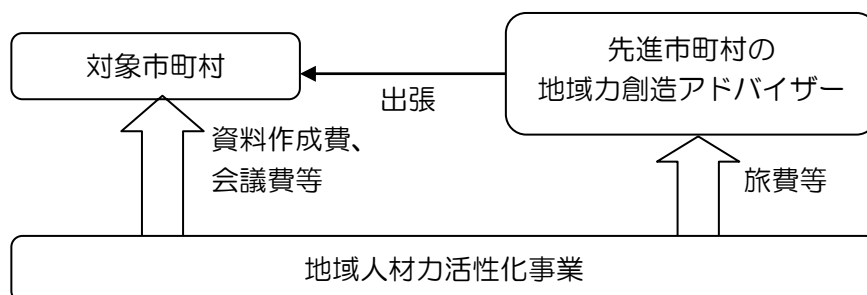 対象市町村
先進市町村の
地域力創造アドバイザー
出張
資料作成費、
会議費等
旅費等
地域人材力活性化事業